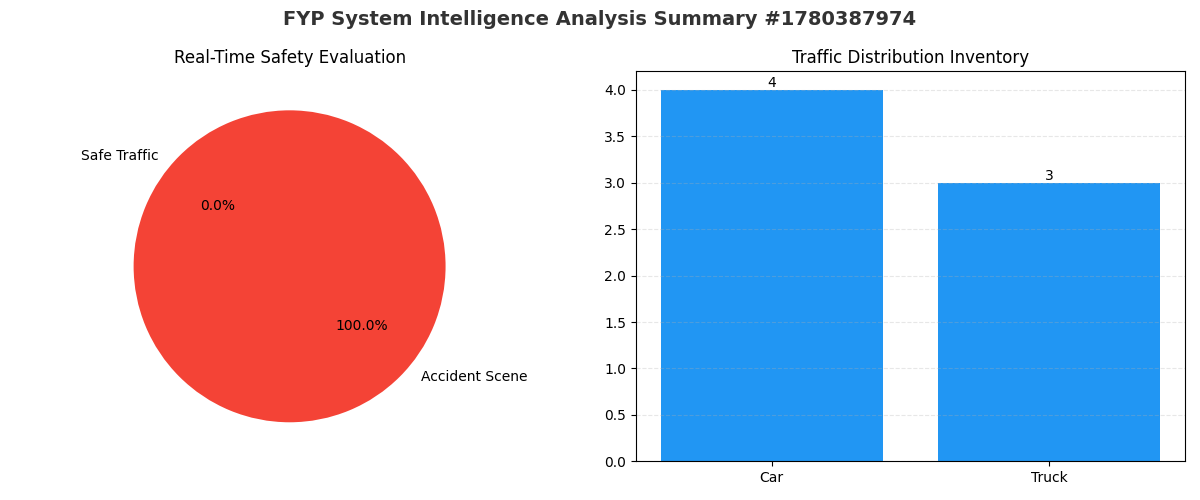 FYP System Intelligence Analysis Summary #1780387974
Real-Time Safety Evaluation
Safe Traffic
0.0%
100.0%
Accident Scene
Traffic Distribution Inventory
4.0
3.5
3.0
2.5
2.0
1.5
1.0
0.5
0.0
4
3
Car
Truck